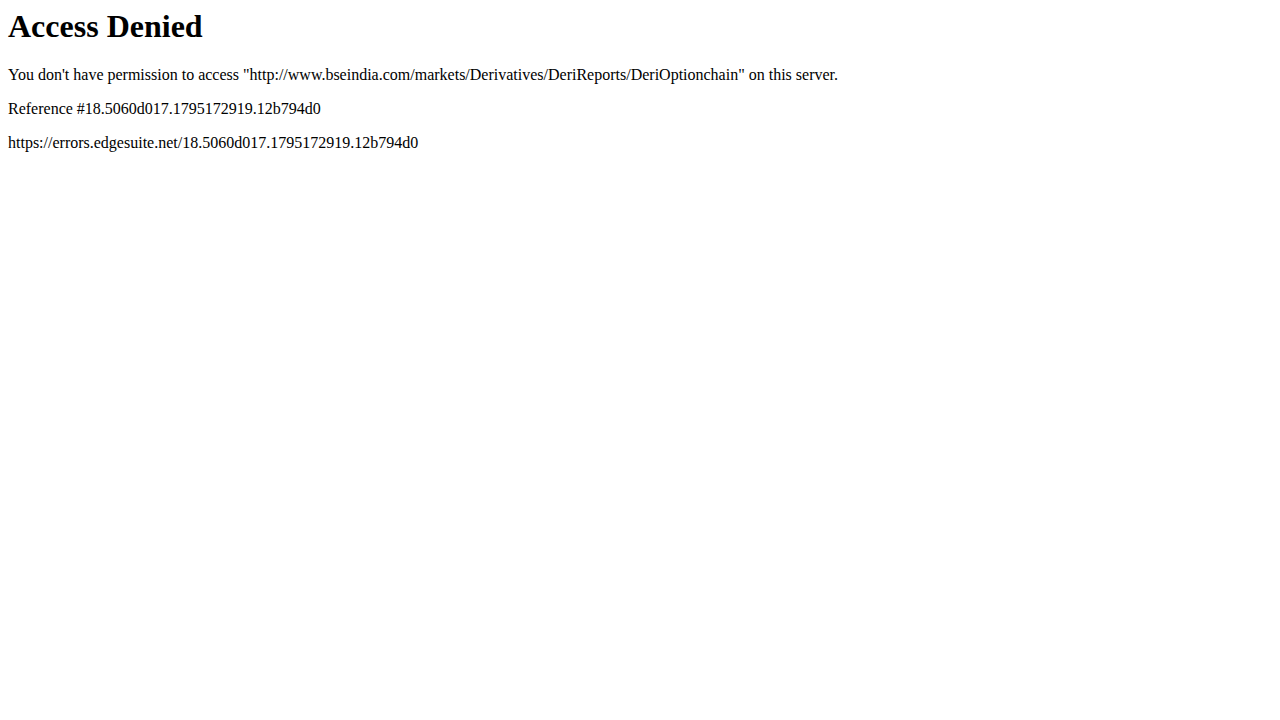 Access Denied
You don't have permission to access "http://www.bseindia.com/markets/Derivatives/DeriReports/DeriOptionchain" on this server.
Reference #18.5060d017.1795172919.12b794d0
https://errors.edgesuite.net/18.5060d017.1795172919.12b794d0